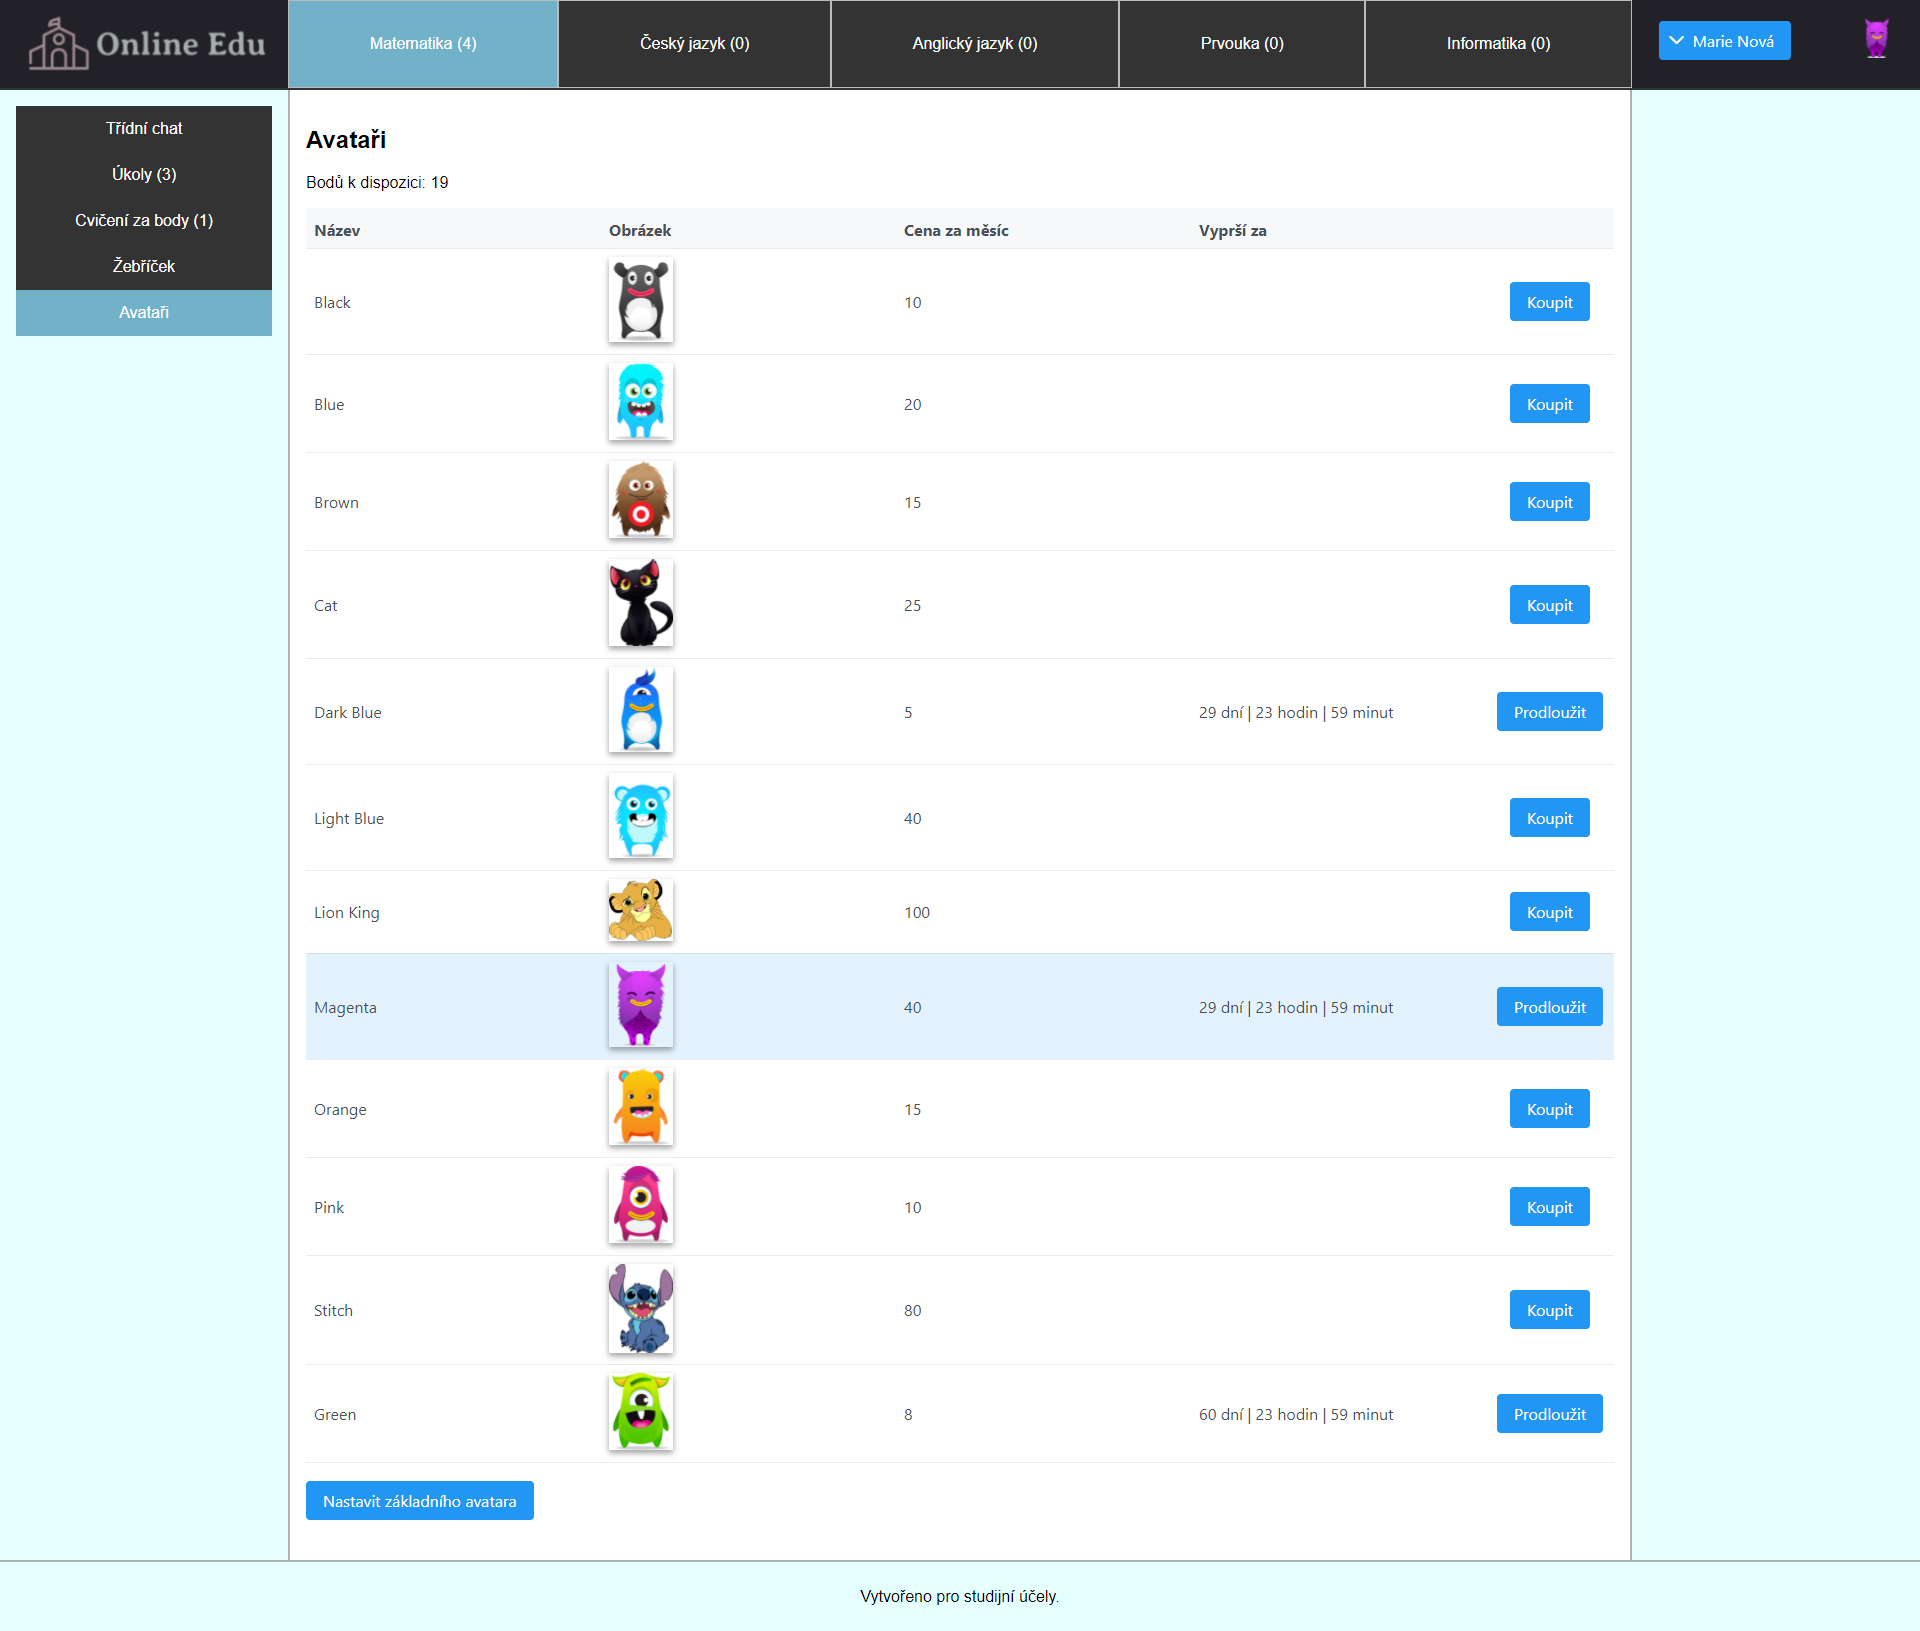 Online Edu
Matematika (4)
Český jazyk (0)
Anglický jazyk (0)
Prvouka (0)
Informatika (0)
Marie Nová
Třídní chat
Úkoly (3)
Cvičení za body (1)
Žebříček
Avataři
Avataři
Bodů k dispozici: 19
Název Obrázek Cena za měsíc Vyprší za
Black 10 Koupit
Blue 20 Koupit
Brown 15 Koupit
Cat 25 Koupit
Dark Blue 5 29 dní | 23 hodin | 59 minut Prodloužit
Light Blue 40 Koupit
Lion King 100 Koupit
Magenta 40 29 dní | 23 hodin | 59 minut Prodloužit
Orange 15 Koupit
Pink 10 Koupit
Stitch 80 Koupit
Green 8 60 dní | 23 hodin | 59 minut Prodloužit
Nastavit základního avatara
Vytvořeno pro studijní účely.